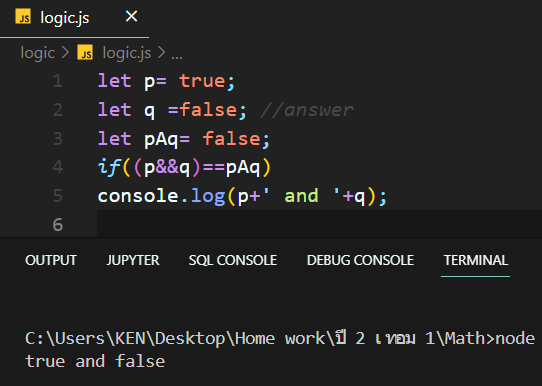 JS logic.js ×
logic > JS logic.js > ...
1 let p= true;
2 let q =false; //answer
3 let pAq= false;
4 if((p&&q)==pAq)
5 console.log(p+' and '+q);
6
OUTPUT JUPYTER SQL CONSOLE DEBUG CONSOLE TERMINAL
C:\Users\KEN\Desktop\Home work\ปี 2 เทอม 1\Math>node
true and false